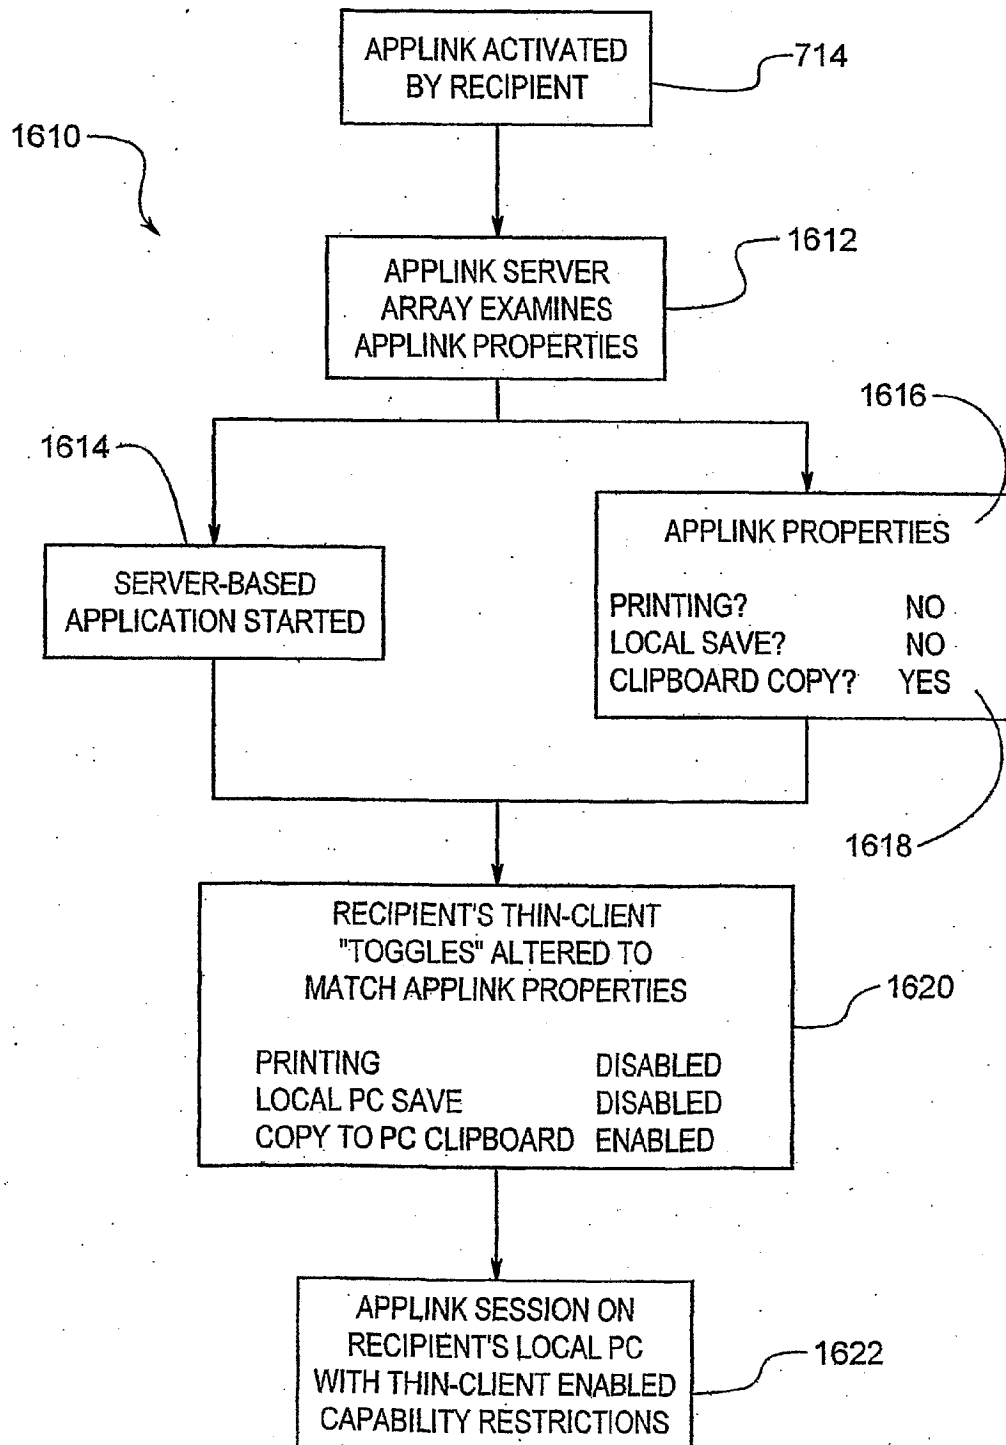 APPLINK ACTIVATED
BY RECIPIENT
714
1610
APPLINK SERVER
ARRAY EXAMINES
APPLINK PROPERTIES
1612
1614
1616
SERVER-BASED
APPLICATION STARTED
APPLINK PROPERTIES
PRINTING? NO
LOCAL SAVE? NO
CLIPBOARD COPY? YES
1618
RECIPIENT'S THIN-CLIENT
"TOGGLES" ALTERED TO
MATCH APPLINK PROPERTIES
PRINTING DISABLED
LOCAL PC SAVE DISABLED
COPY TO PC CLIPBOARD ENABLED
1620
APPLINK SESSION ON
RECIPIENT'S LOCAL PC
WITH THIN-CLIENT ENABLED
CAPABILITY RESTRICTIONS
1622